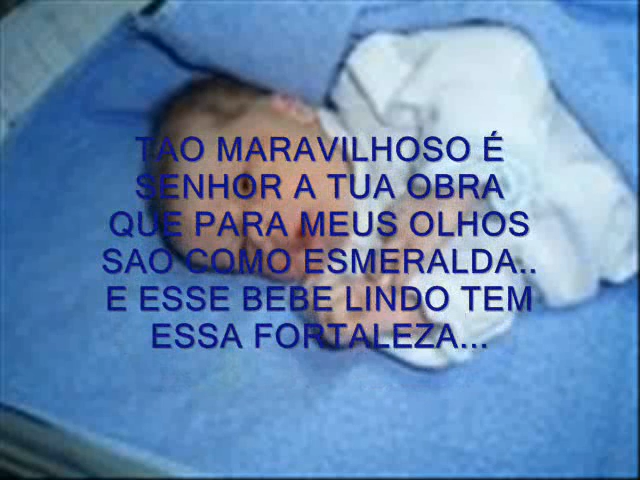 TAO MARAVILHOSO É
SENHOR A TUA OBRA
QUE PARA MEUS OLHOS
SAO COMO ESMERALDA..
E ESSE BEBE LINDO TEM
ESSA FORTALEZA...